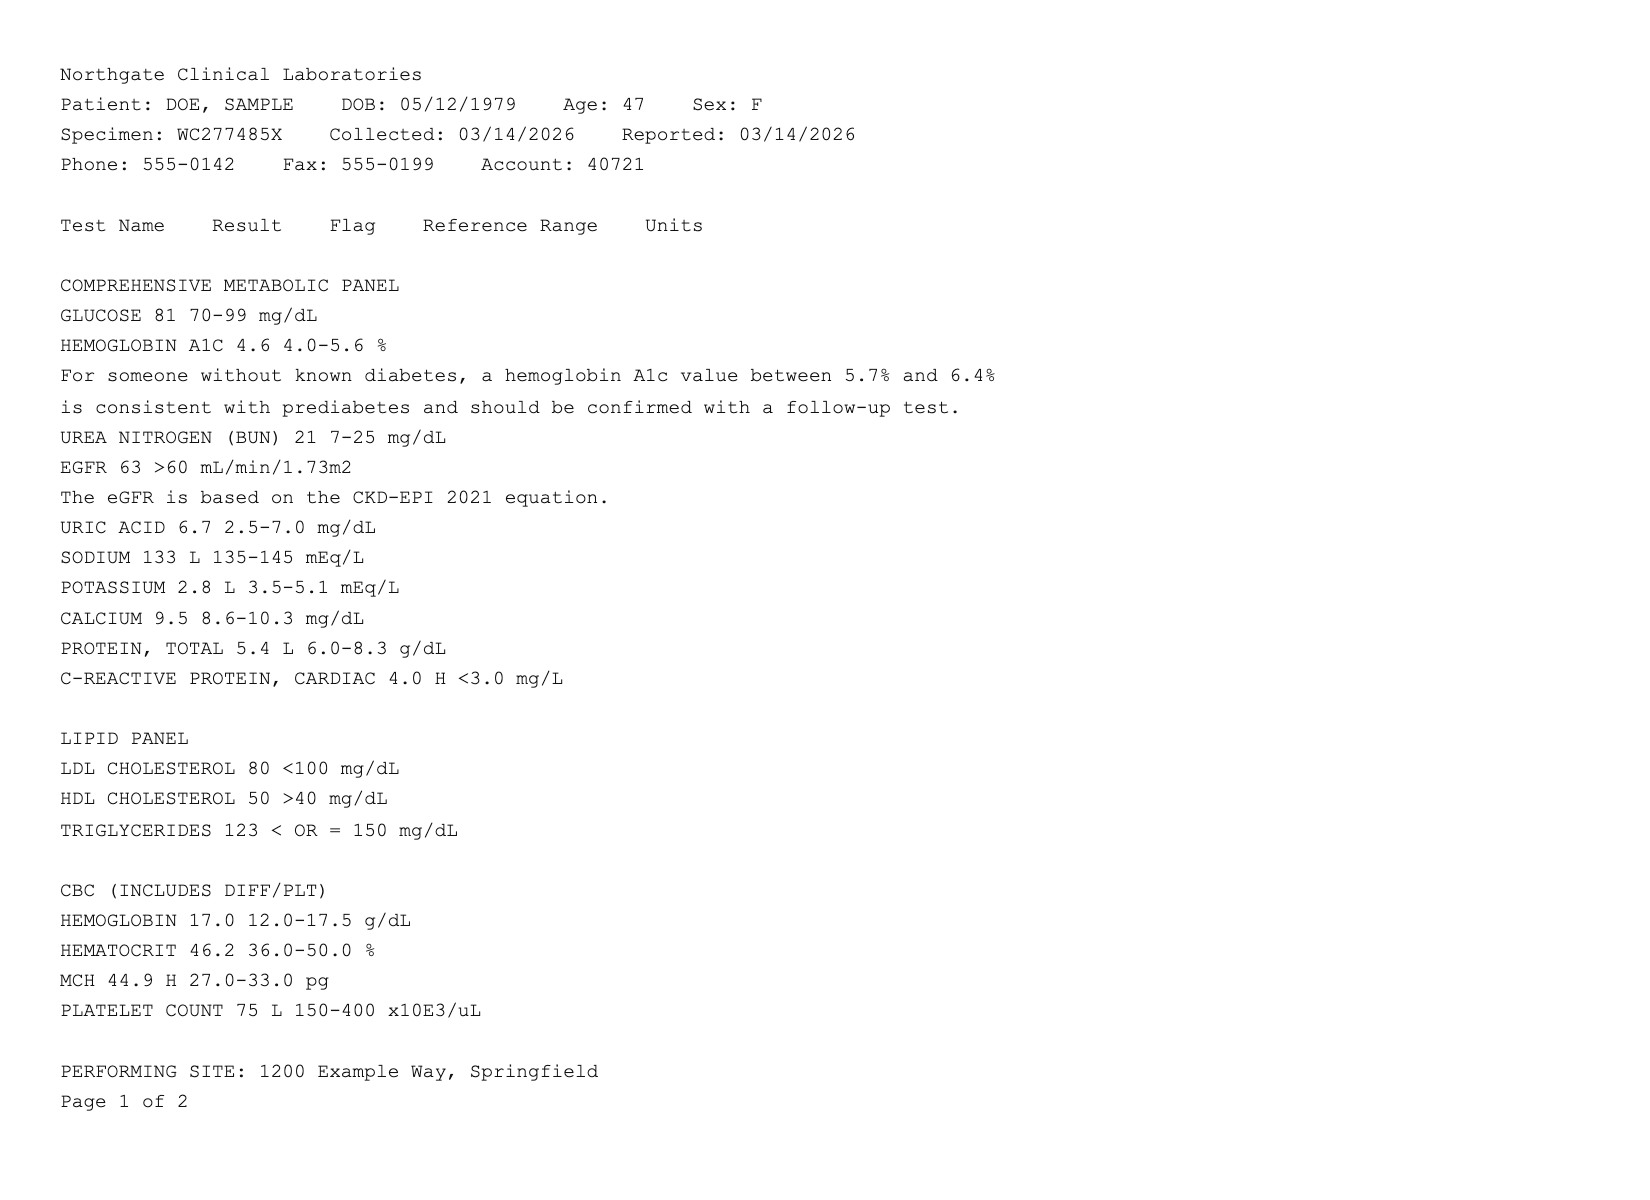 Northgate Clinical Laboratories
Patient: DOE, SAMPLE    DOB: 05/12/1979    Age: 47    Sex: F
Specimen: WC277485X    Collected: 03/14/2026    Reported: 03/14/2026
Phone: 555-0142    Fax: 555-0199    Account: 40721
Test Name    Result    Flag    Reference Range    Units
COMPREHENSIVE METABOLIC PANEL
GLUCOSE 81 70-99 mg/dL
HEMOGLOBIN A1C 4.6 4.0-5.6 %
For someone without known diabetes, a hemoglobin A1c value between 5.7% and 6.4%
is consistent with prediabetes and should be confirmed with a follow-up test.
UREA NITROGEN (BUN) 21 7-25 mg/dL
EGFR 63 >60 mL/min/1.73m2
The eGFR is based on the CKD-EPI 2021 equation.
URIC ACID 6.7 2.5-7.0 mg/dL
SODIUM 133 L 135-145 mEq/L
POTASSIUM 2.8 L 3.5-5.1 mEq/L
CALCIUM 9.5 8.6-10.3 mg/dL
PROTEIN, TOTAL 5.4 L 6.0-8.3 g/dL
C-REACTIVE PROTEIN, CARDIAC 4.0 H <3.0 mg/L
LIPID PANEL
LDL CHOLESTEROL 80 <100 mg/dL
HDL CHOLESTEROL 50 >40 mg/dL
TRIGLYCERIDES 123 < OR = 150 mg/dL
CBC (INCLUDES DIFF/PLT)
HEMOGLOBIN 17.0 12.0-17.5 g/dL
HEMATOCRIT 46.2 36.0-50.0 %
MCH 44.9 H 27.0-33.0 pg
PLATELET COUNT 75 L 150-400 x10E3/uL
PERFORMING SITE: 1200 Example Way, Springfield
Page 1 of 2